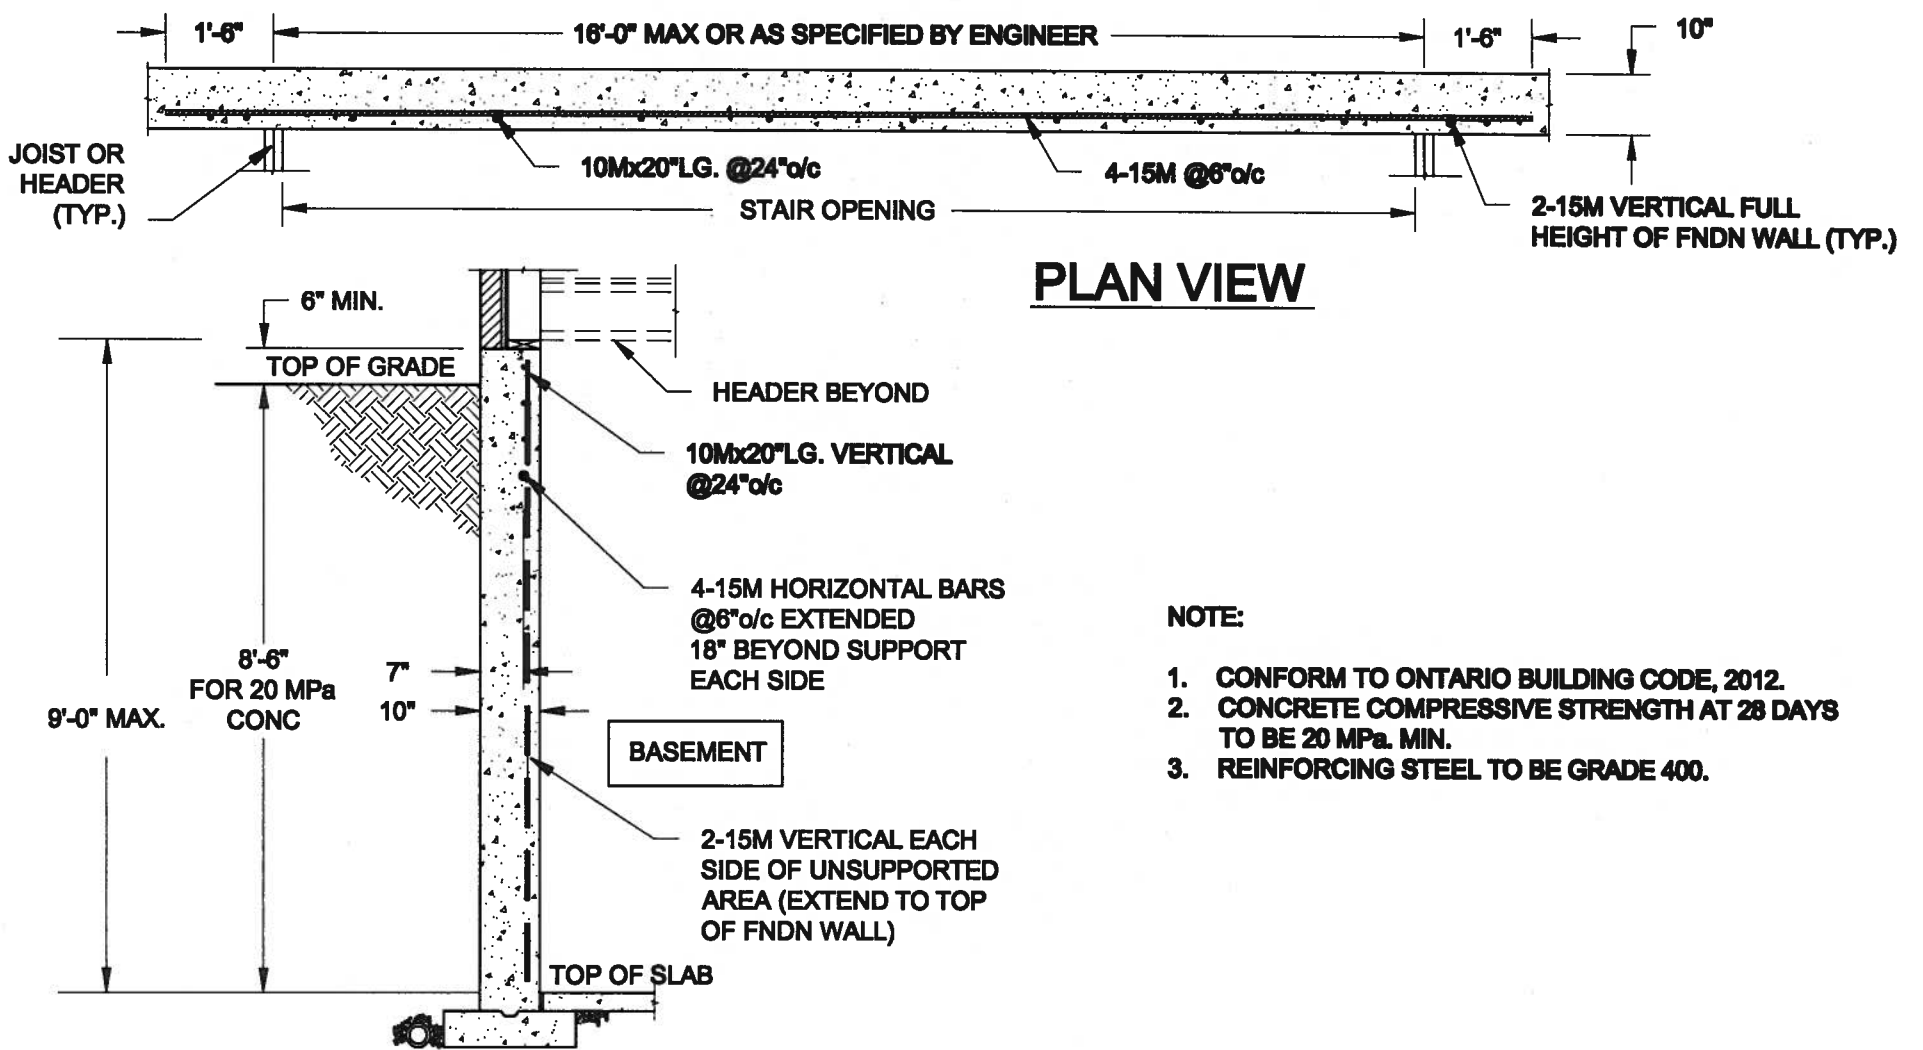 1'-6"
16'-0" MAX OR AS SPECIFIED BY ENGINEER
1'-6"
10"
JOIST OR
HEADER
(TYP.)
10Mx20"LG. @24"o/c
4-15M @6"o/c
STAIR OPENING
2-15M VERTICAL FULL
HEIGHT OF FNDN WALL (TYP.)
PLAN VIEW
6" MIN.
TOP OF GRADE
HEADER BEYOND
10Mx20"LG. VERTICAL
@24"o/c
4-15M HORIZONTAL BARS
@6"o/c EXTENDED
18" BEYOND SUPPORT
EACH SIDE
8'-6"
FOR 20 MPa
CONC
9'-0" MAX.
7"
10"
BASEMENT
2-15M VERTICAL EACH
SIDE OF UNSUPPORTED
AREA (EXTEND TO TOP
OF FNDN WALL)
TOP OF SLAB
NOTE:
1. CONFORM TO ONTARIO BUILDING CODE, 2012.
2. CONCRETE COMPRESSIVE STRENGTH AT 28 DAYS
TO BE 20 MPa. MIN.
3. REINFORCING STEEL TO BE GRADE 400.